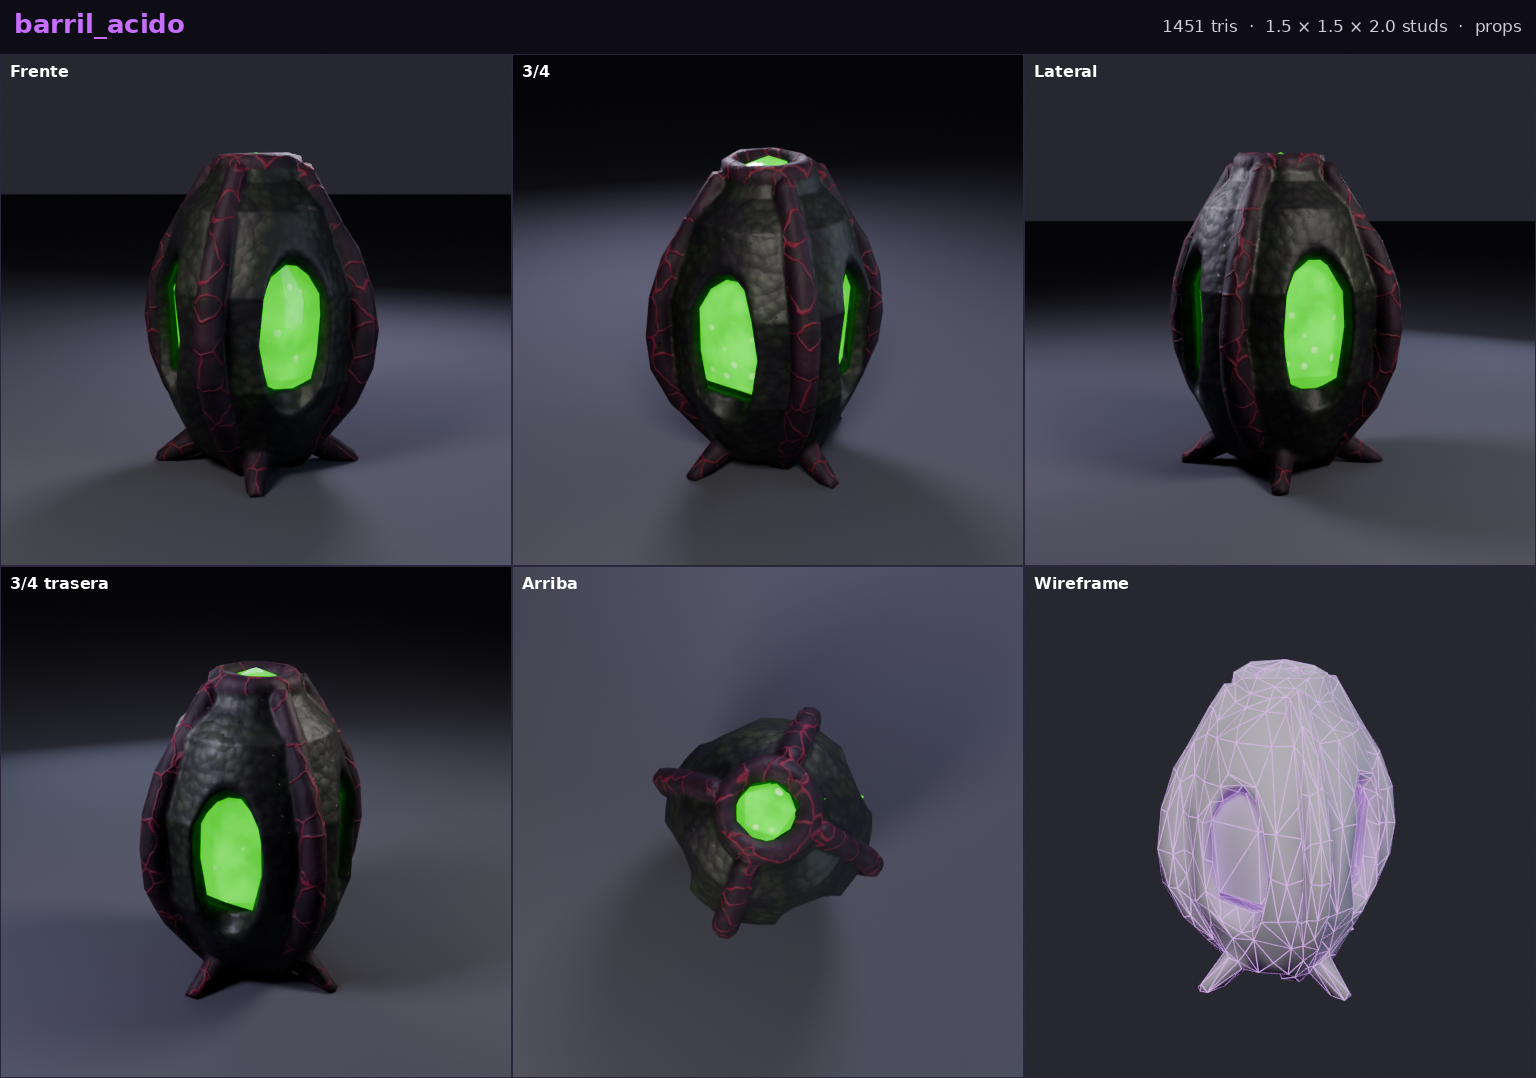 barril_acido
1451 tris · 1.5 × 1.5 × 2.0 studs · props
Frente
3/4
Lateral
3/4 trasera
Arriba
Wireframe